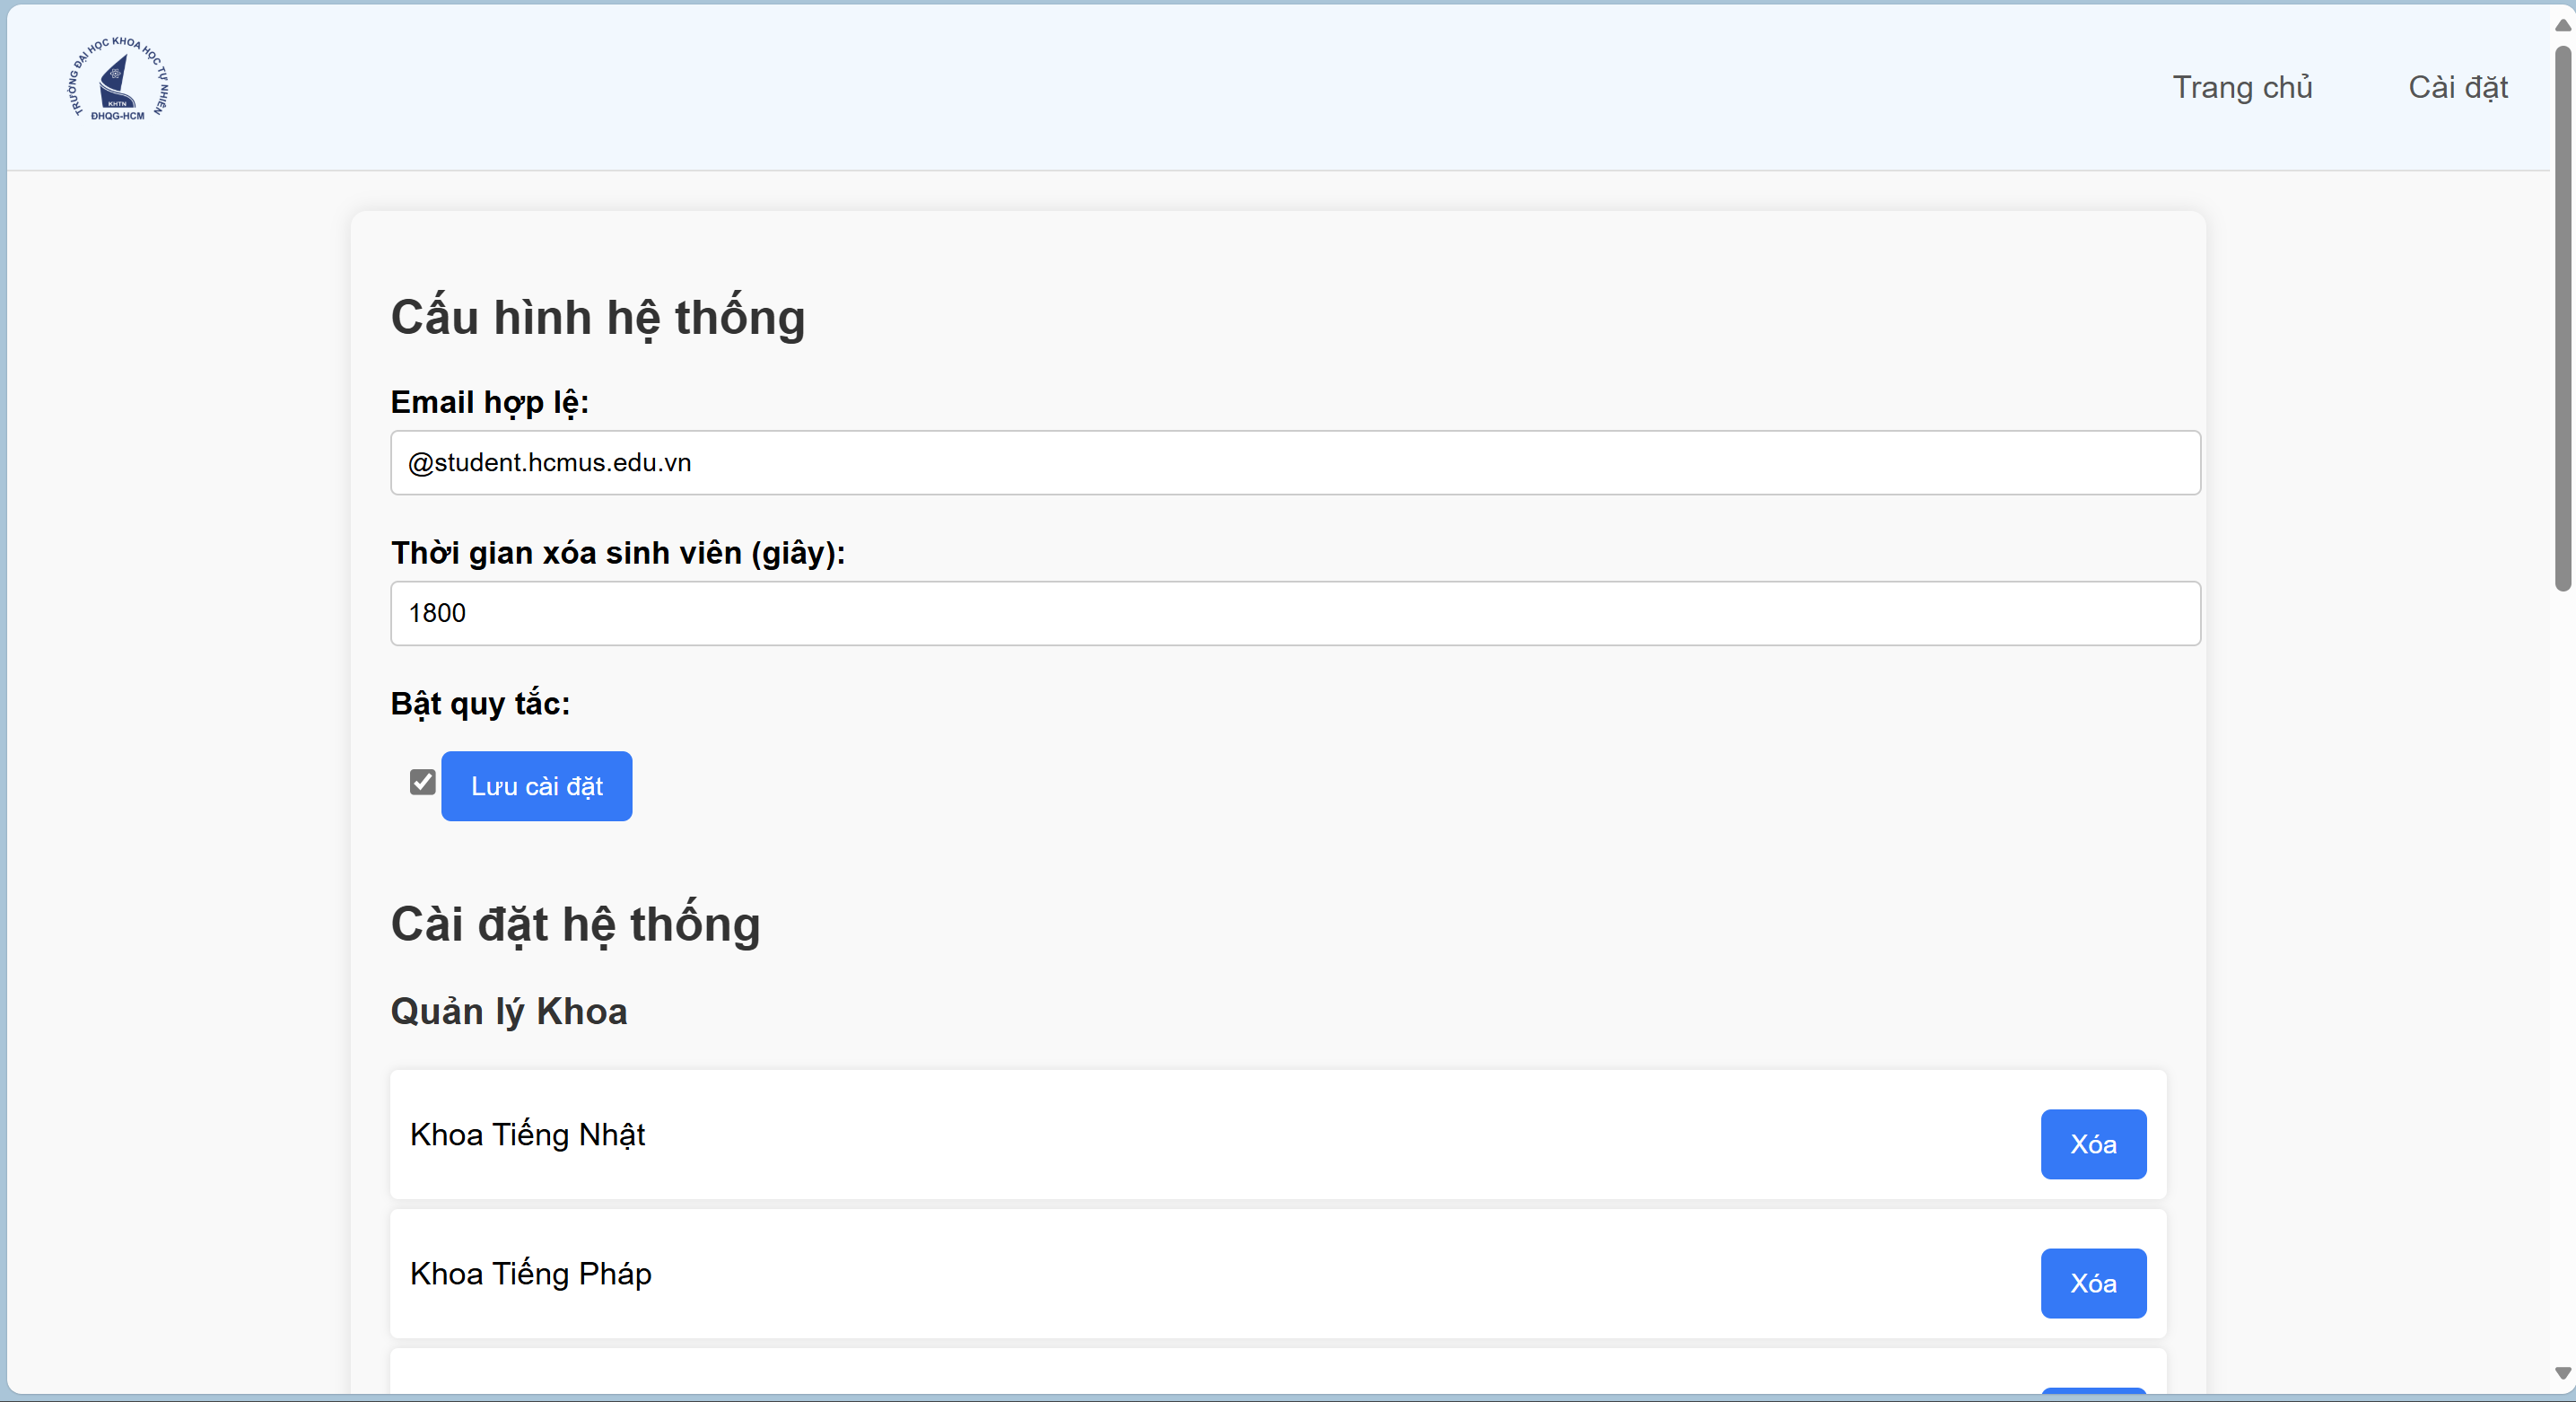 TRƯỜNG ĐẠI HỌC KHOA HỌC TỰ NHIÊN
KHTN
ĐHQG-HCM
Trang chủ
Cài đặt
Cấu hình hệ thống
Email hợp lệ:
@student.hcmus.edu.vn
Thời gian xóa sinh viên (giây):
1800
Bật quy tắc:
Lưu cài đặt
Cài đặt hệ thống
Quản lý Khoa
Khoa Tiếng Nhật
Xóa
Khoa Tiếng Pháp
Xóa